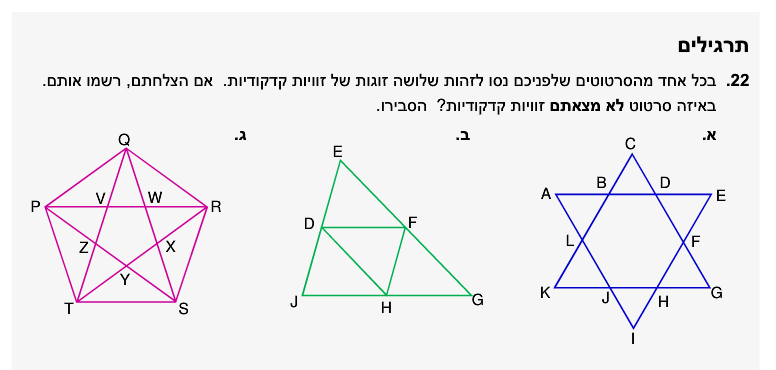 תרגילים
22. בכל אחד מהסרטוטים שלפניכם נסו לזהות שלושה זוגות של זוויות קדקודיות. אם הצלחתם, רשמו אותם.
באיזה סרטוט לא מצאתם זוויות קדקודיות? הסבירו.
א.
C
A B D E
L F
K J H G
I
ב.
E
D F
J H G
ג.
Q
P V W R
Z X
Y
T S